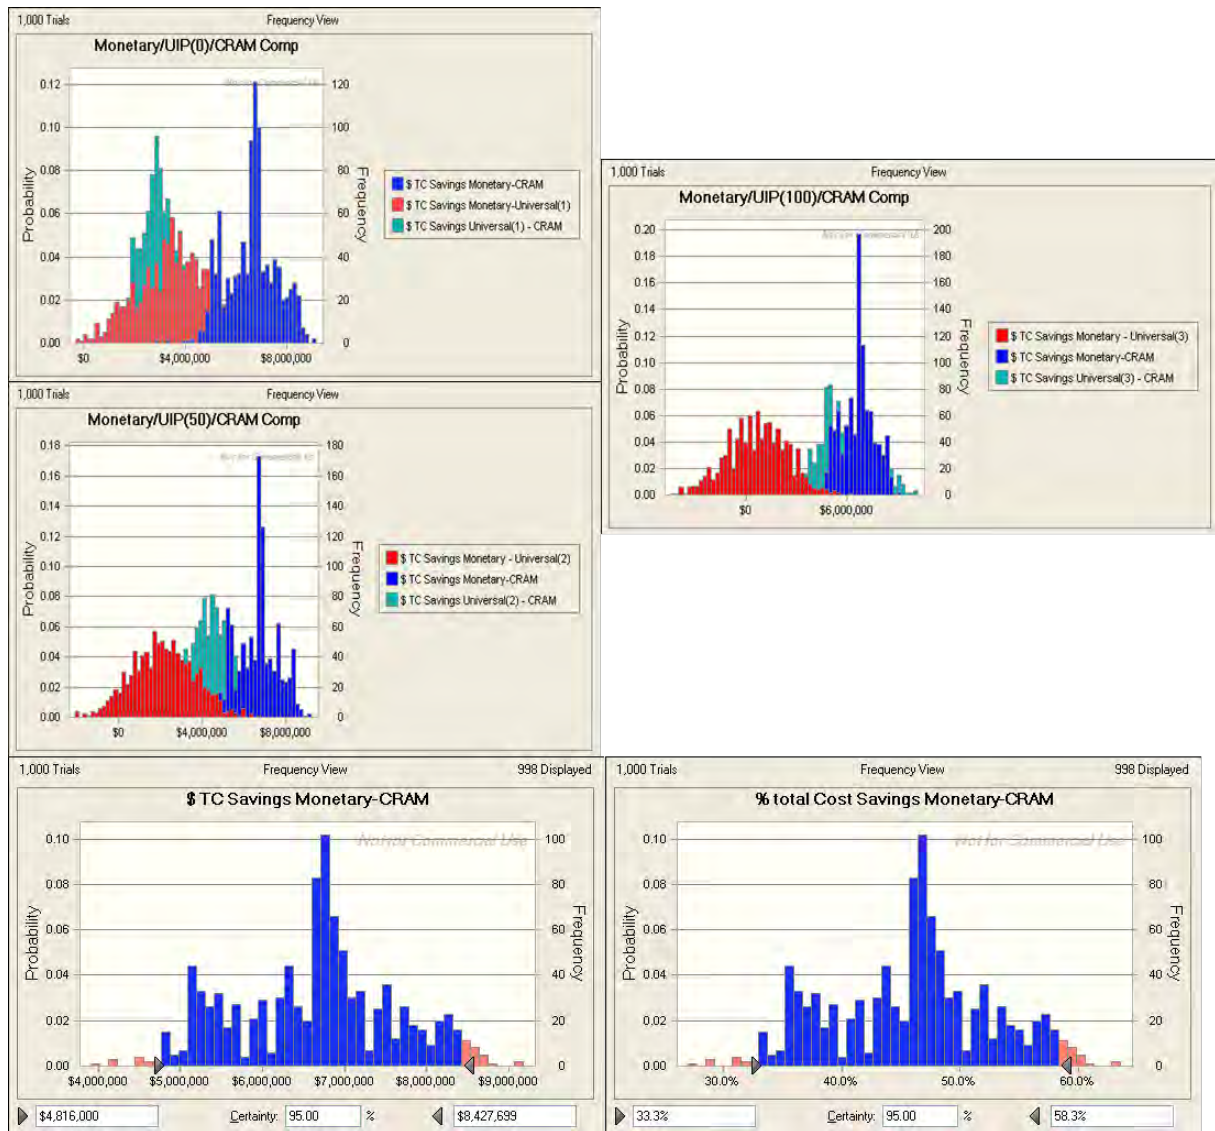 1,000 Trials Frequency View
Monetary/UIP(0)/CRAM Comp
Not for Commercial Use
Probability
Frequency
0.12 120
0.10 100
0.08 80
0.06 60
0.04 40
0.02 20
0.00 0
$0 $4,000,000 $8,000,000
$ TC Savings Monetary-CRAM
$ TC Savings Monetary-Universal(1)
$ TC Savings Universal(1) - CRAM
1,000 Trials Frequency View
Monetary/UIP(100)/CRAM Comp
Not for Commercial Use
Probability
Frequency
0.20 200
0.18 180
0.16 160
0.14 140
0.12 120
0.10 100
0.08 80
0.06 60
0.04 40
0.02 20
0.00 0
$0 $6,000,000
$ TC Savings Monetary - Universal(3)
$ TC Savings Monetary-CRAM
$ TC Savings Universal(3) - CRAM
1,000 Trials Frequency View
Monetary/UIP(50)/CRAM Comp
Not for Commercial Use
Probability
Frequency
0.18 180
0.16 160
0.14 140
0.12 120
0.10 100
0.08 80
0.06 60
0.04 40
0.02 20
0.00 0
$0 $4,000,000 $8,000,000
$ TC Savings Monetary - Universal(2)
$ TC Savings Monetary-CRAM
$ TC Savings Universal(2) - CRAM
1,000 Trials Frequency View 998 Displayed
$ TC Savings Monetary-CRAM
Not for Commercial Use
Probability
Frequency
0.10 100
0.08 80
0.06 60
0.04 40
0.02 20
0.00 0
$4,000,000 $5,000,000 $6,000,000 $7,000,000 $8,000,000 $9,000,000
$4,816,000 Certainty: 95.00 % $8,427,699
1,000 Trials Frequency View 998 Displayed
% total Cost Savings Monetary-CRAM
Not for Commercial Use
Probability
Frequency
0.10 100
0.08 80
0.06 60
0.04 40
0.02 20
0.00 0
30.0% 40.0% 50.0% 60.0%
33.3% Certainty: 95.00 % 58.3%